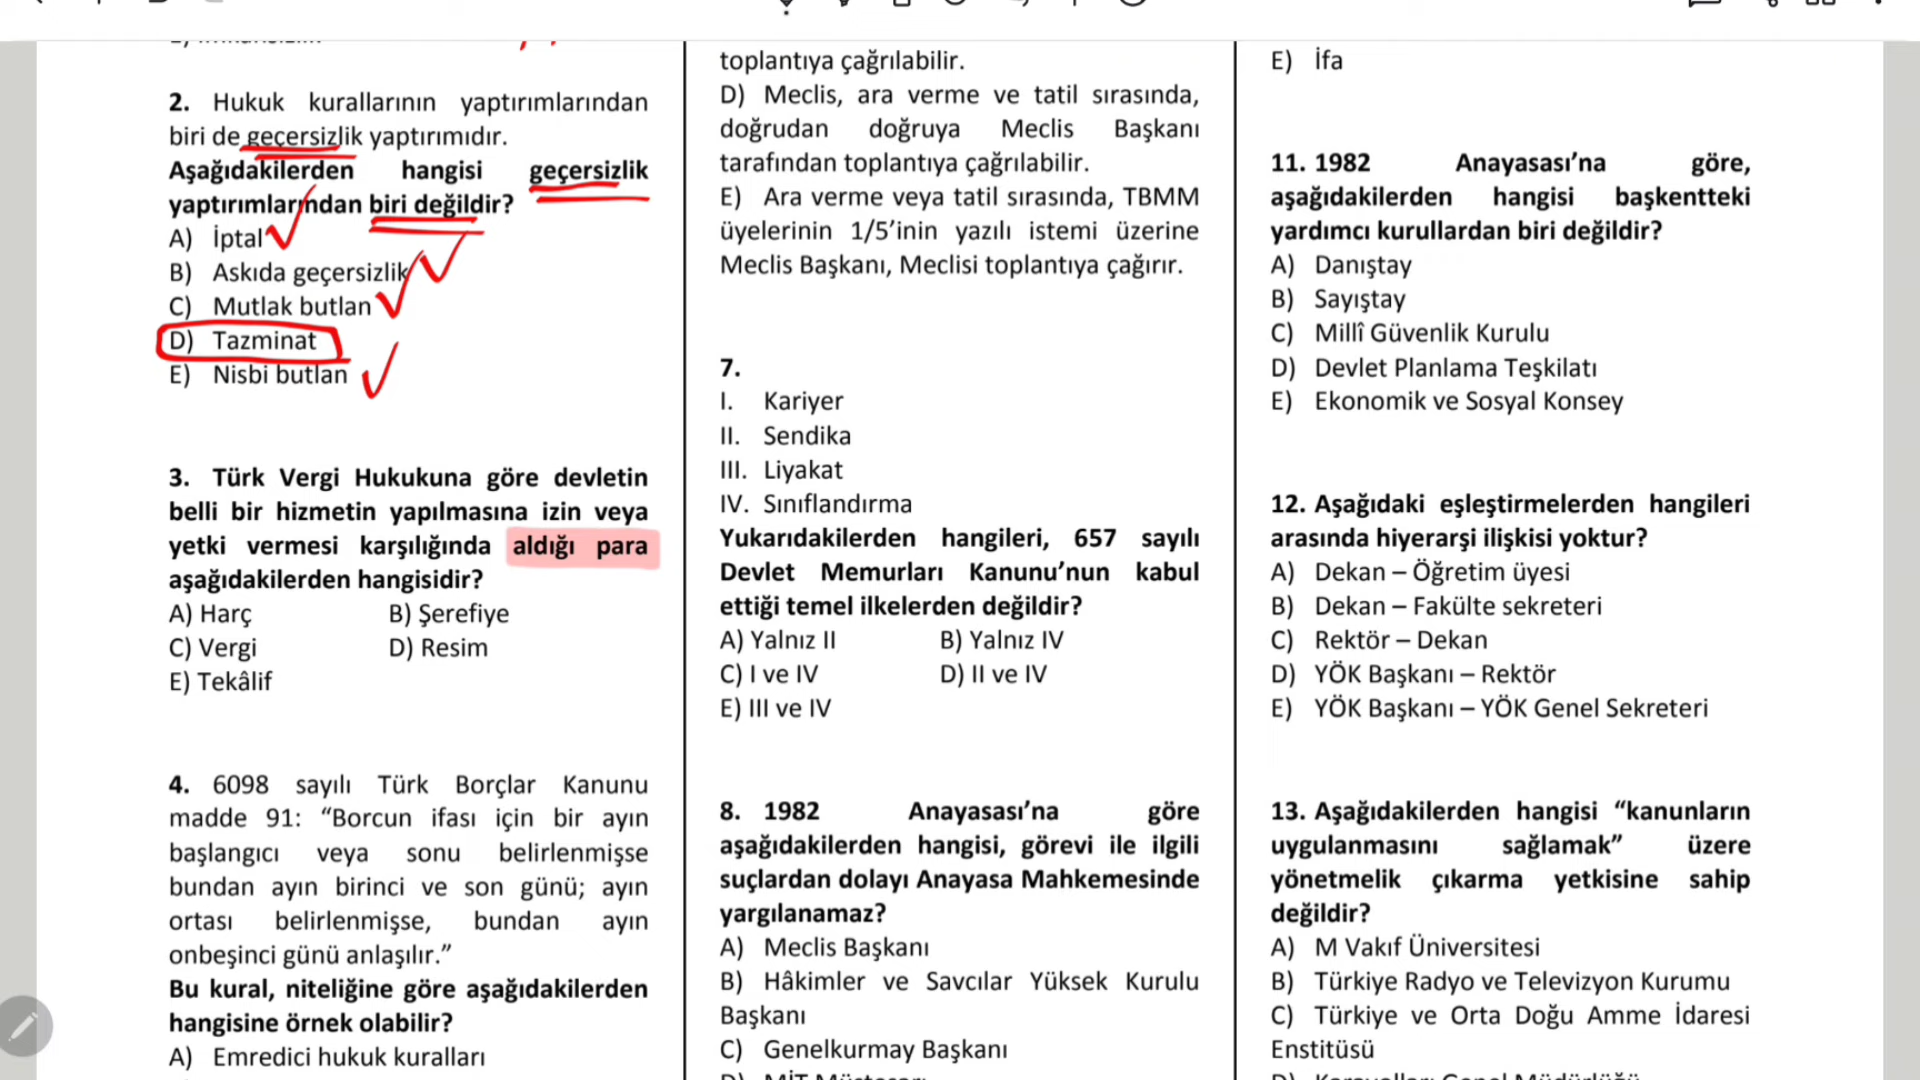 2. Hukuk kurallarının yaptırımlarından
biri de geçersizlik yaptırımıdır.
Aşağıdakilerden hangisi geçersizlik
yaptırımlarından biri değildir?
A) İptal
B) Askıda geçersizlik
C) Mutlak butlan
D) Tazminat
E) Nisbi butlan
3. Türk Vergi Hukukuna göre devletin
belli bir hizmetin yapılmasına izin veya
yetki vermesi karşılığında aldığı para
aşağıdakilerden hangisidir?
A) Harç B) Şerefiye
C) Vergi D) Resim
E) Tekâlif
4. 6098 sayılı Türk Borçlar Kanunu
madde 91: “Borcun ifası için bir ayın
başlangıcı veya sonu belirlenmişse
bundan ayın birinci ve son günü; ayın
ortası belirlenmişse, bundan ayın
onbeşinci günü anlaşılır.”
Bu kural, niteliğine göre aşağıdakilerden
hangisine örnek olabilir?
A) Emredici hukuk kuralları
toplantıya çağrılabilir.
D) Meclis, ara verme ve tatil sırasında,
doğrudan doğruya Meclis Başkanı
tarafından toplantıya çağrılabilir.
E) Ara verme veya tatil sırasında, TBMM
üyelerinin 1/5’inin yazılı istemi üzerine
Meclis Başkanı, Meclisi toplantıya çağırır.
7.
I. Kariyer
II. Sendika
III. Liyakat
IV. Sınıflandırma
Yukarıdakilerden hangileri, 657 sayılı
Devlet Memurları Kanunu’nun kabul
ettiği temel ilkelerden değildir?
A) Yalnız II B) Yalnız IV
C) I ve IV D) II ve IV
E) III ve IV
8. 1982 Anayasası’na göre
aşağıdakilerden hangisi, görevi ile ilgili
suçlardan dolayı Anayasa Mahkemesinde
yargılanamaz?
A) Meclis Başkanı
B) Hâkimler ve Savcılar Yüksek Kurulu
Başkanı
C) Genelkurmay Başkanı
D) MİT Müsteşarı
E) İfa
11. 1982 Anayasası’na göre,
aşağıdakilerden hangisi başkentteki
yardımcı kurullardan biri değildir?
A) Danıştay
B) Sayıştay
C) Millî Güvenlik Kurulu
D) Devlet Planlama Teşkilatı
E) Ekonomik ve Sosyal Konsey
12. Aşağıdaki eşleştirmelerden hangileri
arasında hiyerarşi ilişkisi yoktur?
A) Dekan – Öğretim üyesi
B) Dekan – Fakülte sekreteri
C) Rektör – Dekan
D) YÖK Başkanı – Rektör
E) YÖK Başkanı – YÖK Genel Sekreteri
13. Aşağıdakilerden hangisi “kanunların
uygulanmasını sağlamak” üzere
yönetmelik çıkarma yetkisine sahip
değildir?
A) M Vakıf Üniversitesi
B) Türkiye Radyo ve Televizyon Kurumu
C) Türkiye ve Orta Doğu Amme İdaresi
Enstitüsü
D) Karayolları Genel Müdürlüğü